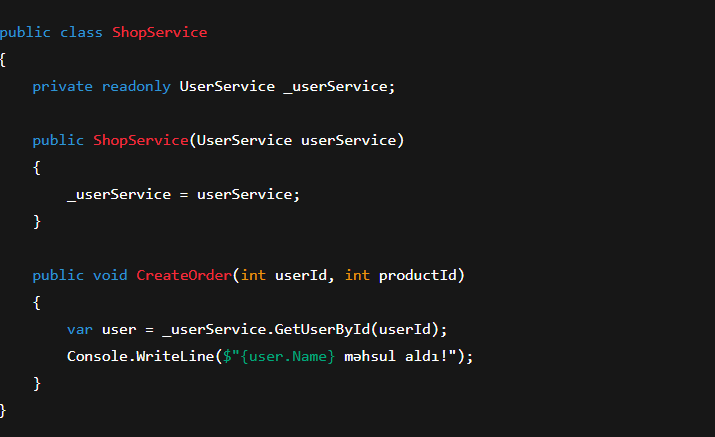 public class ShopService
{
    private readonly UserService _userService;

    public ShopService(UserService userService)
    {
        _userService = userService;
    }

    public void CreateOrder(int userId, int productId)
    {
        var user = _userService.GetUserById(userId);
        Console.WriteLine($"{user.Name} məhsul aldı!");
    }
}